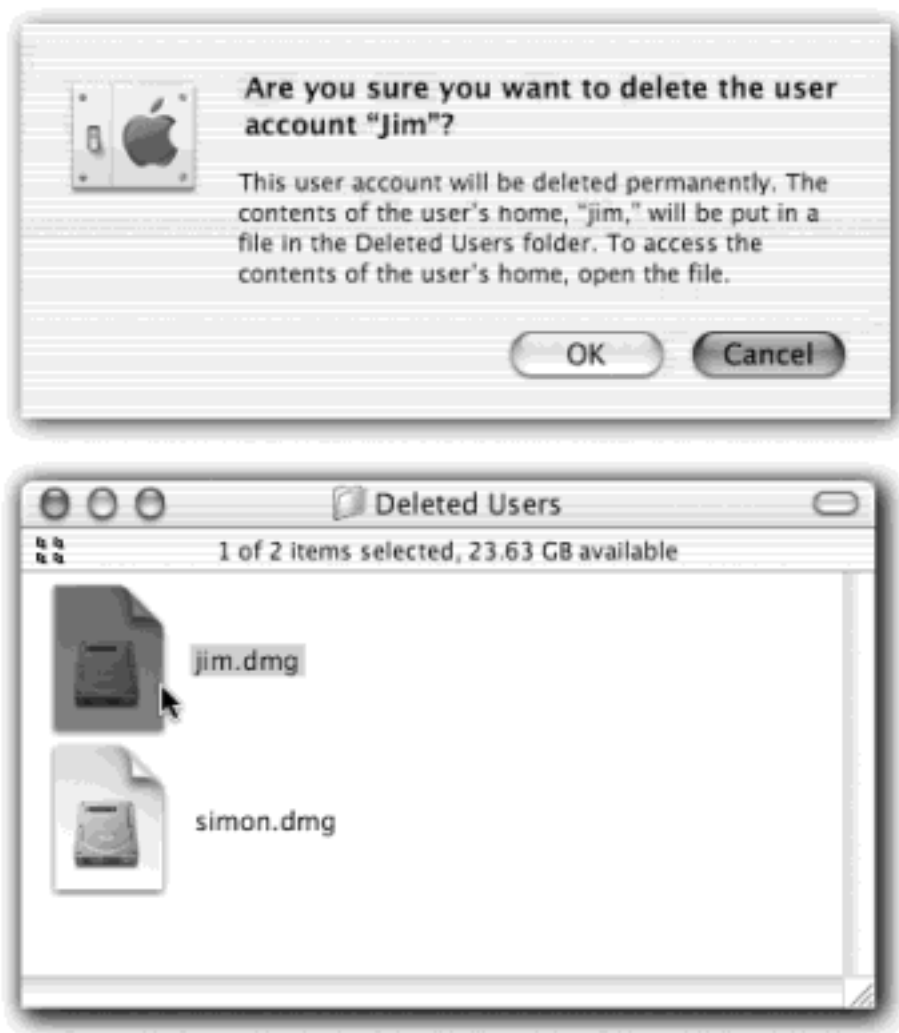 Are you sure you want to delete the user
account “Jim”?
This user account will be deleted permanently. The
contents of the user’s home, “jim,” will be put in a
file in the Deleted Users folder. To access the
contents of the user’s home, open the file.
OK Cancel
Deleted Users
1 of 2 items selected, 23.63 GB available
jim.dmg
simon.dmg